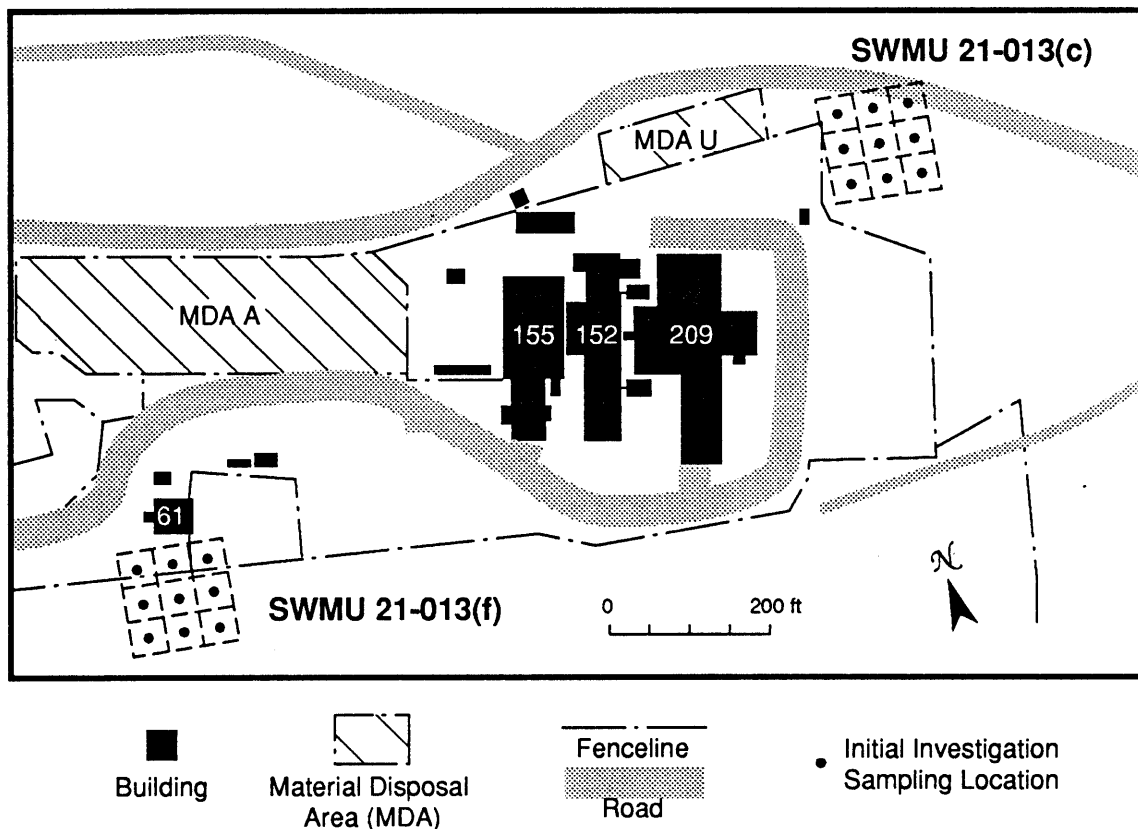 SWMU 21-013(c)
MDA U
MDA A
155
152
209
61
SWMU 21-013(f)
0
200 ft
N
Building
Material Disposal
Area (MDA)
Fenceline
Road
Initial Investigation
Sampling Location